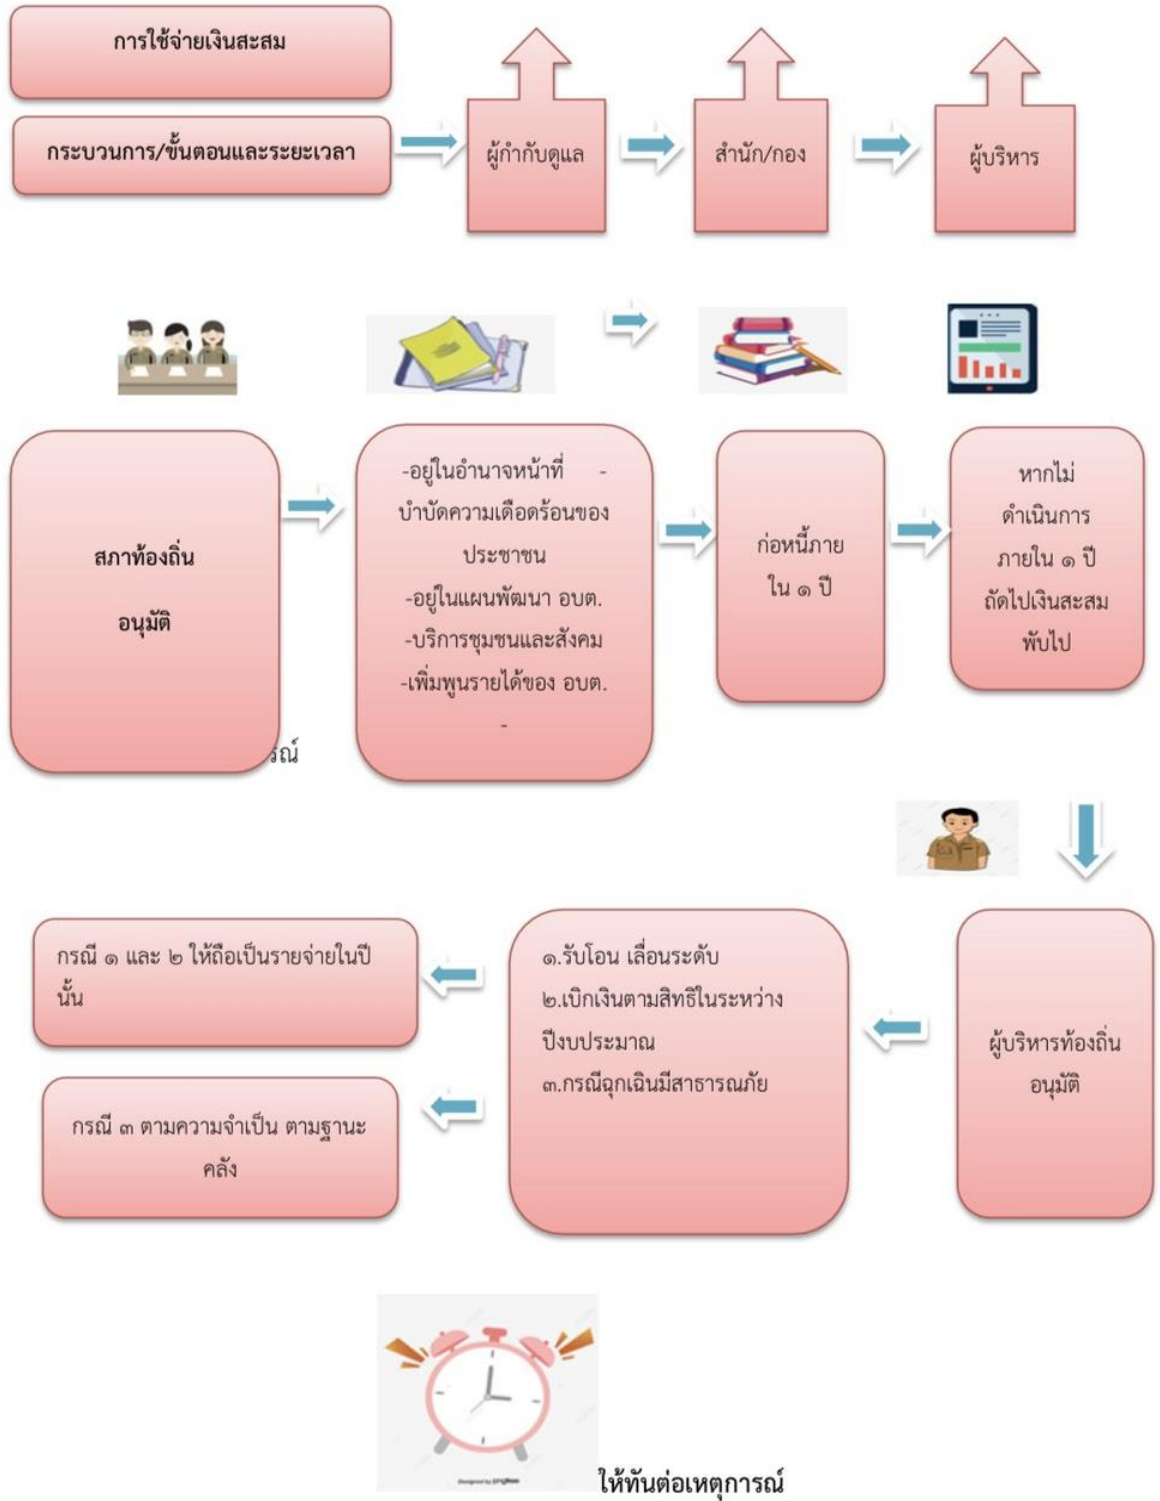 การใช้จ่ายเงินสะสม
กระบวนการ/ขั้นตอนและระยะเวลา
ผู้กำกับดูแล
สำนัก/กอง
ผู้บริหาร
สภาท้องถิ่น
อนุมัติ
รณ์
-อยู่ในอำนาจหน้าที่ -
บำบัดความเดือดร้อนของ
ประชาชน
-อยู่ในแผนพัฒนา อบต.
-บริการชุมชนและสังคม
-เพิ่มพูนรายได้ของ อบต.
-
ก่อหนี้ภาย
ใน ๑ ปี
หากไม่
ดำเนินการ
ภายใน ๑ ปี
ถัดไปเงินสะสม
พับไป
ผู้บริหารท้องถิ่น
อนุมัติ
๑.รับโอน เลื่อนระดับ
๒.เบิกเงินตามสิทธิในระหว่าง
ปีงบประมาณ
๓.กรณีฉุกเฉินมีสาธารณภัย
กรณี ๑ และ ๒ ให้ถือเป็นรายจ่ายในปี
นั้น
กรณี ๓ ตามความจำเป็น ตามฐานะ
คลัง
Designed by
ให้ทันต่อเหตุการณ์